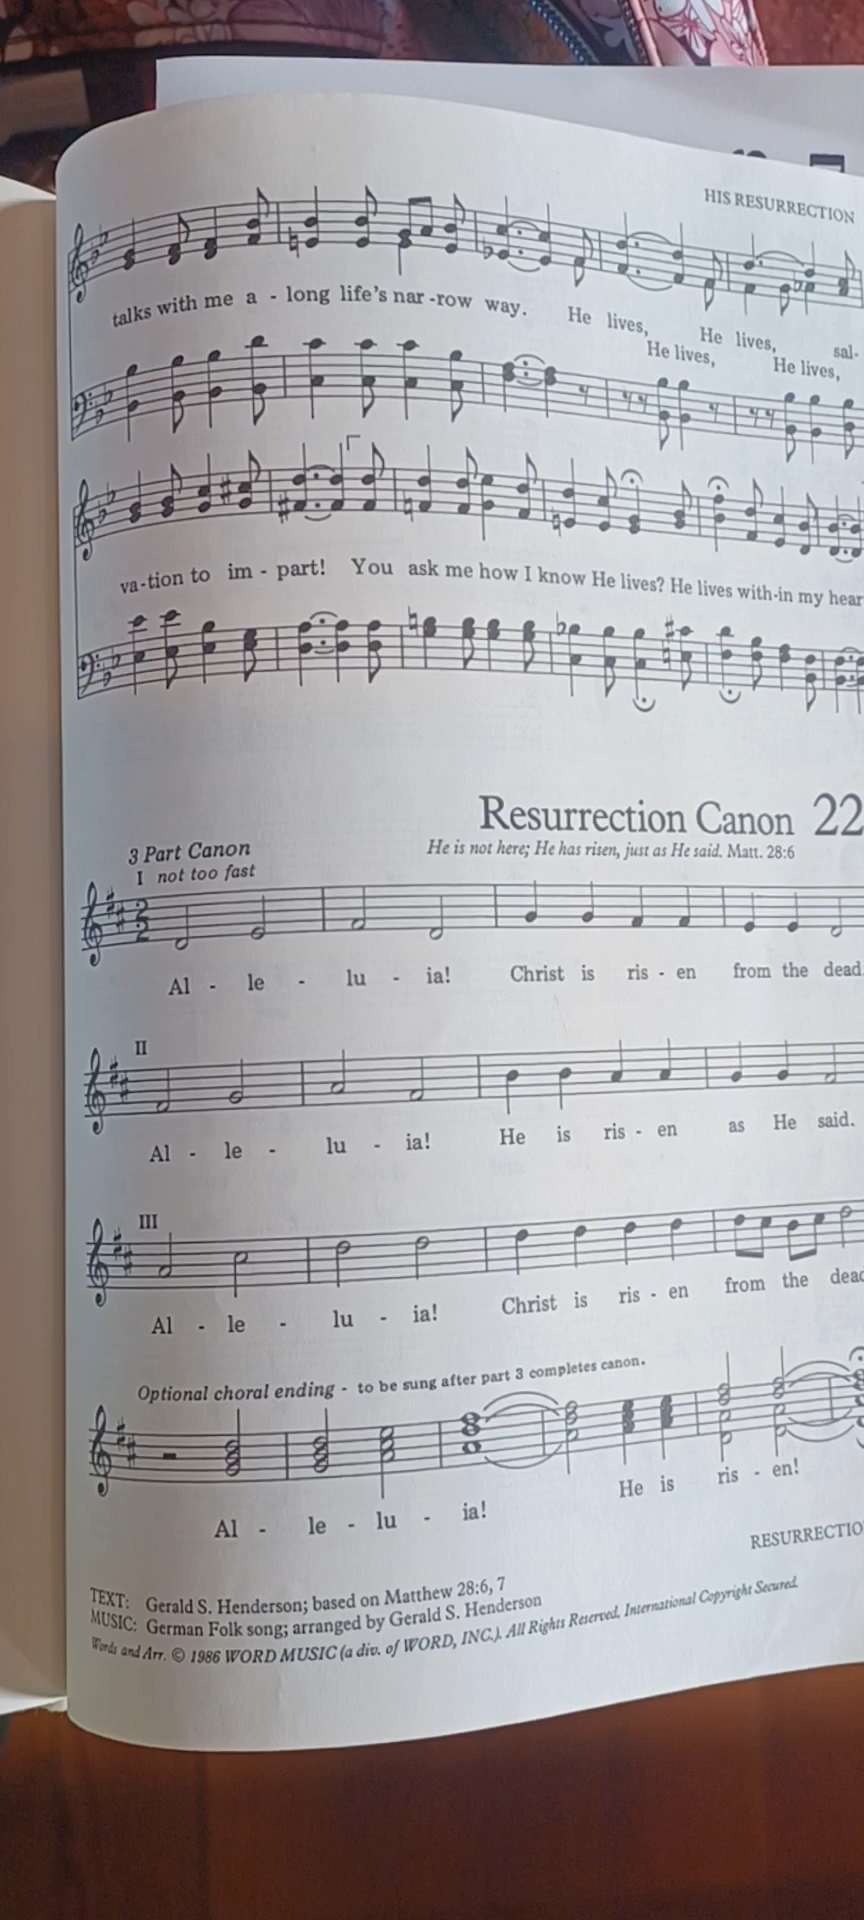 HIS RESURRECTION
talks with me a - long life's nar -row way. He lives, He lives, sal-
He lives, He lives,
va-tion to im - part! You ask me how I know He lives? He lives with-in my hear
Resurrection Canon 22
3 Part Canon
He is not here; He has risen, just as He said. Matt. 28:6
I not too fast
2
2
Al - le - lu - ia! Christ is ris - en from the dead
II
Al - le - lu - ia! He is ris - en as He said.
III
Al - le - lu - ia! Christ is ris - en from the dead
Optional choral ending - to be sung after part 3 completes canon.
Al - le - lu - ia! He is ris - en!
RESURRECTIO
TEXT: Gerald S. Henderson; based on Matthew 28:6, 7
MUSIC: German Folk song; arranged by Gerald S. Henderson
Words and Arr. © 1986 WORD MUSIC (a div. of WORD, INC.). All Rights Reserved. International Copyright Secured.